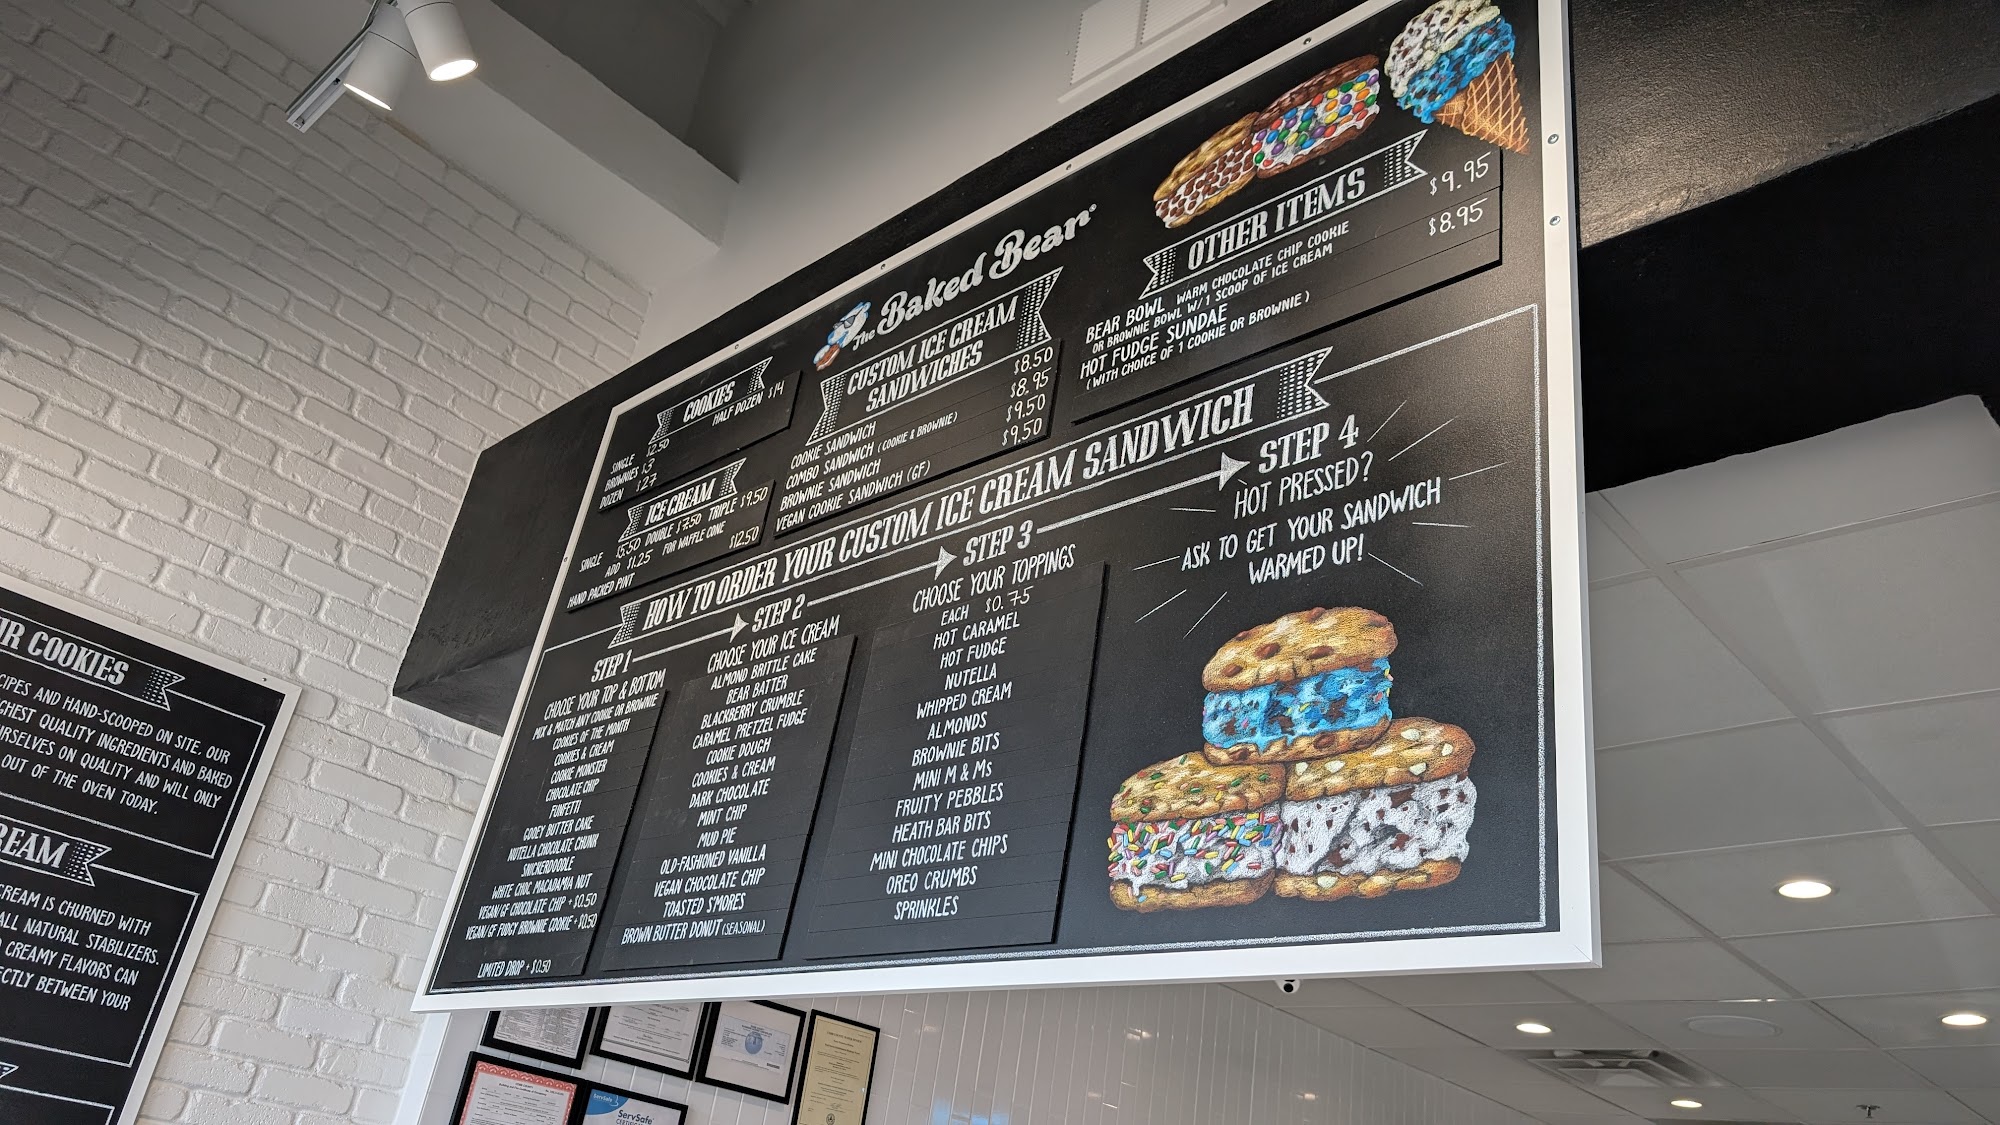 The Baked Bear
COOKIES
HALF DOZEN $14
SINGLE $2.50
BROWNIES $3
DOZEN $27
ICE CREAM
SINGLE $5.50 DOUBLE $7.50 TRIPLE $9.50
ADD $1.25 FOR WAFFLE CONE
HAND PACKED PINT $12.50
CUSTOM ICE CREAM
SANDWICHES
COOKIE SANDWICH $8.50
COMBO SANDWICH (COOKIE & BROWNIE) $8.95
BROWNIE SANDWICH $9.50
VEGAN COOKIE SANDWICH (GF) $9.50
OTHER ITEMS
BEAR BOWL WARM CHOCOLATE CHIP COOKIE $9.95
OR BROWNIE BOWL W/1 SCOOP OF ICE CREAM
HOT FUDGE SUNDAE $8.95
(WITH CHOICE OF 1 COOKIE OR BROWNIE)
HOW TO ORDER YOUR CUSTOM ICE CREAM SANDWICH
STEP 1
CHOOSE YOUR TOP & BOTTOM
MIX & MATCH ANY COOKIE OR BROWNIE
COOKIES OF THE MONTH
COOKIES & CREAM
COOKIE MONSTER
CHOCOLATE CHIP
FUNFETTI
GOOEY BUTTER CAKE
NUTELLA CHOCOLATE CHUNK
SNICKERDOODLE
WHITE CHOC MACADAMIA NUT
VEGAN/GF CHOCOLATE CHIP +$0.50
VEGAN/GF FUDGY BROWNIE COOKIE +$0.50
LIMITED DROP +$0.50
STEP 2
CHOOSE YOUR ICE CREAM
ALMOND BRITTLE CAKE
BEAR BATTER
BLACKBERRY CRUMBLE
CARAMEL PRETZEL FUDGE
COOKIE DOUGH
COOKIES & CREAM
DARK CHOCOLATE
MINT CHIP
MUD PIE
OLD-FASHIONED VANILLA
VEGAN CHOCOLATE CHIP
TOASTED S'MORES
BROWN BUTTER DONUT (SEASONAL)
STEP 3
CHOOSE YOUR TOPPINGS
EACH $0.75
HOT CARAMEL
HOT FUDGE
NUTELLA
WHIPPED CREAM
ALMONDS
BROWNIE BITS
MINI M & Ms
FRUITY PEBBLES
HEATH BAR BITS
MINI CHOCOLATE CHIPS
OREO CRUMBS
SPRINKLES
STEP 4
HOT PRESSED?
ASK TO GET YOUR SANDWICH
WARMED UP!
COOKIES
AND HAND-SCOOPED ON SITE. OUR
QUALITY INGREDIENTS AND BAKED
ON QUALITY AND WILL ONLY
OUT OF THE OVEN TODAY.
CREAM IS CHURNED WITH
ALL NATURAL STABILIZERS.
CREAMY FLAVORS CAN
BETWEEN YOUR
ServSafe
ServSafe